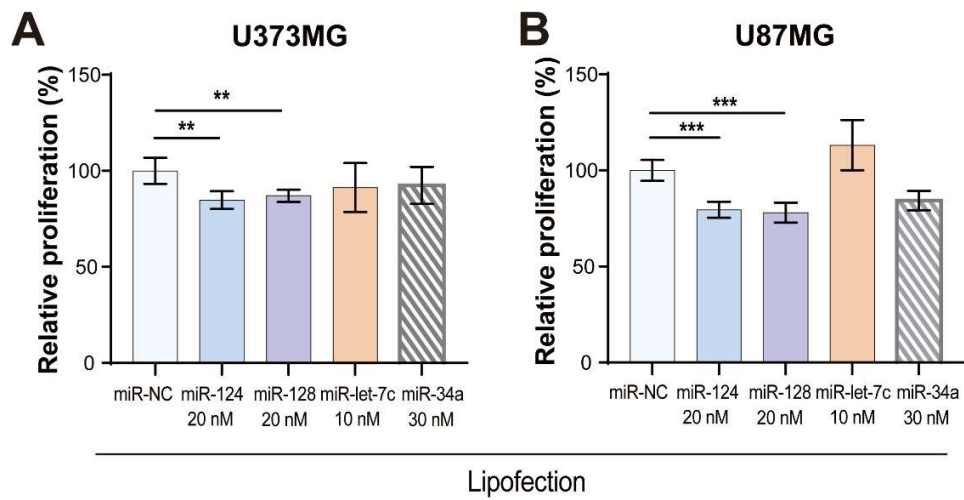 A
U373MG
Relative proliferation (%)
150
100
50
0
**
**
miR-NC miR-124 miR-128 miR-let-7c miR-34a
20 nM 20 nM 10 nM 30 nM
B
U87MG
Relative proliferation (%)
150
100
50
0
***
***
miR-NC miR-124 miR-128 miR-let-7c miR-34a
20 nM 20 nM 10 nM 30 nM
Lipofection